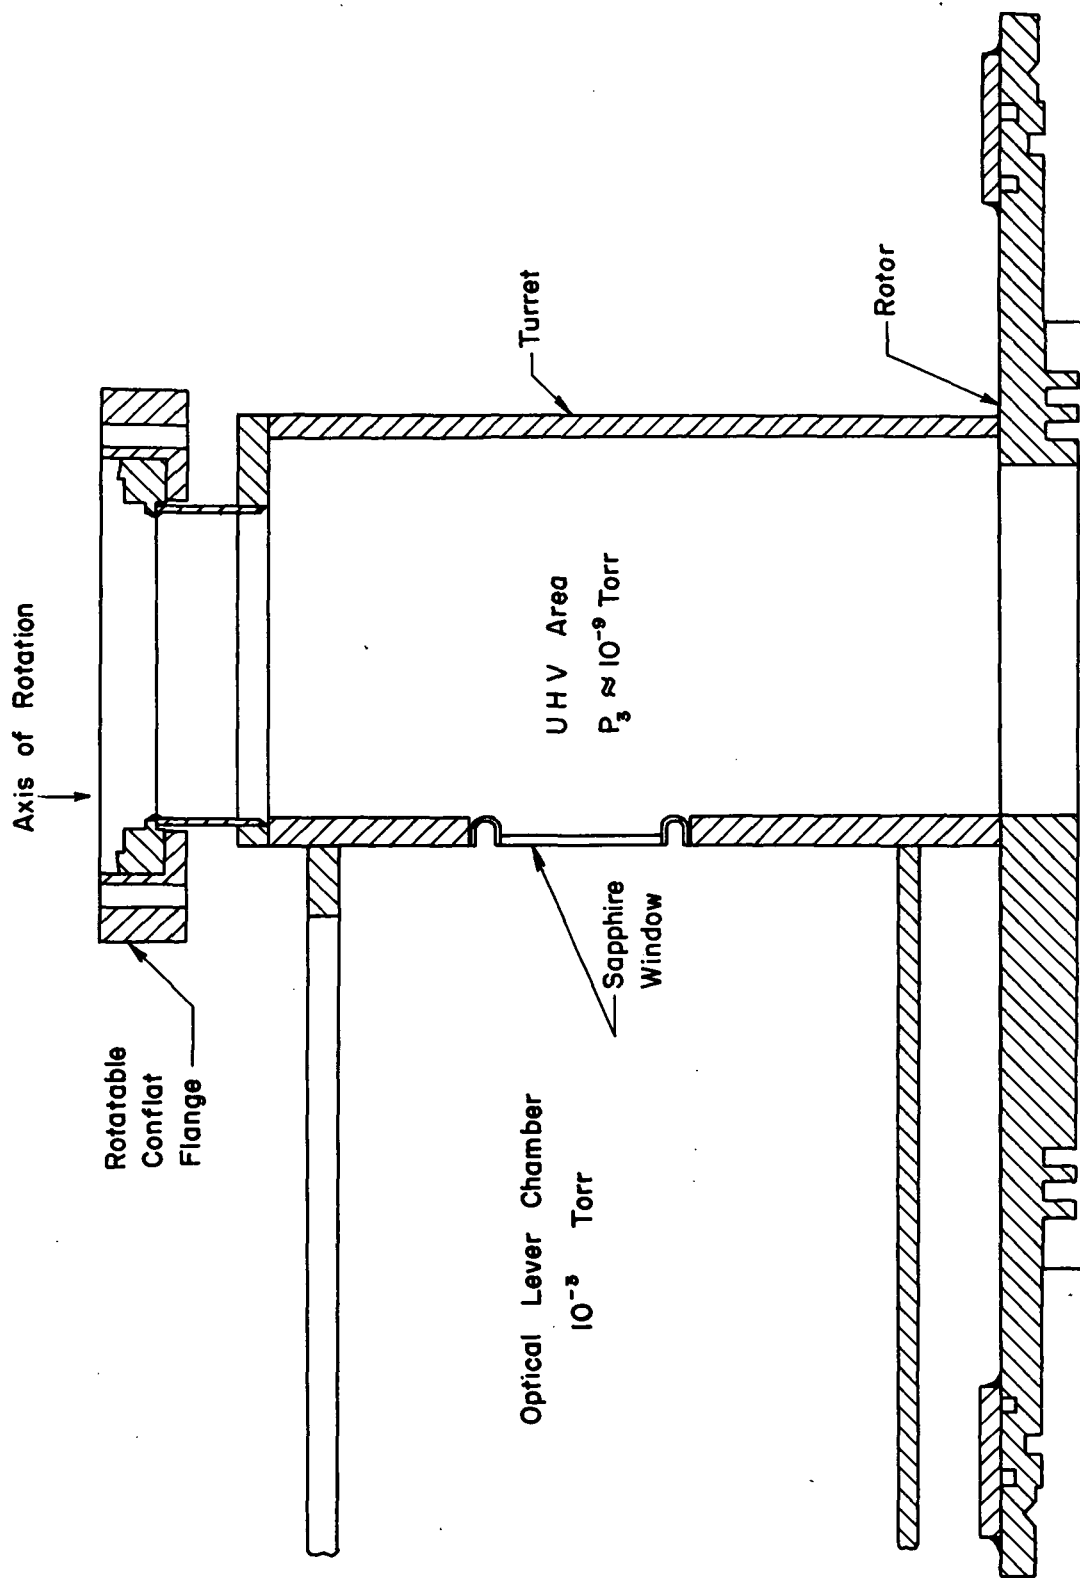 Axis of Rotation
Rotatable
Conflat
Flange
Turret
Rotor
UHV Area
P₃ ≈ 10⁻⁹ Torr
Sapphire
Window
Optical Lever Chamber
10⁻³ Torr